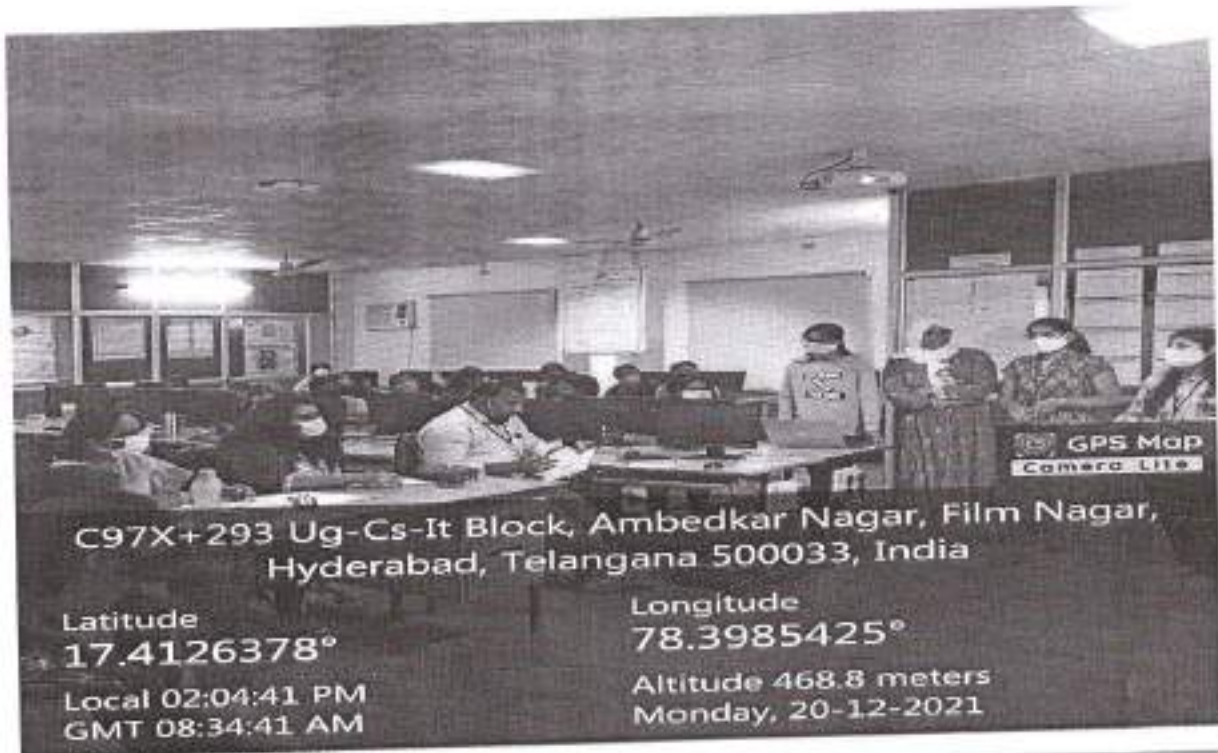 GPS Map
Camera Lite
C97X+293 Ug-Cs-It Block, Ambedkar Nagar, Film Nagar,
Hyderabad, Telangana 500033, India
Latitude
17.4126378°
Local 02:04:41 PM
GMT 08:34:41 AM
Longitude
78.3985425°
Altitude 468.8 meters
Monday, 20-12-2021